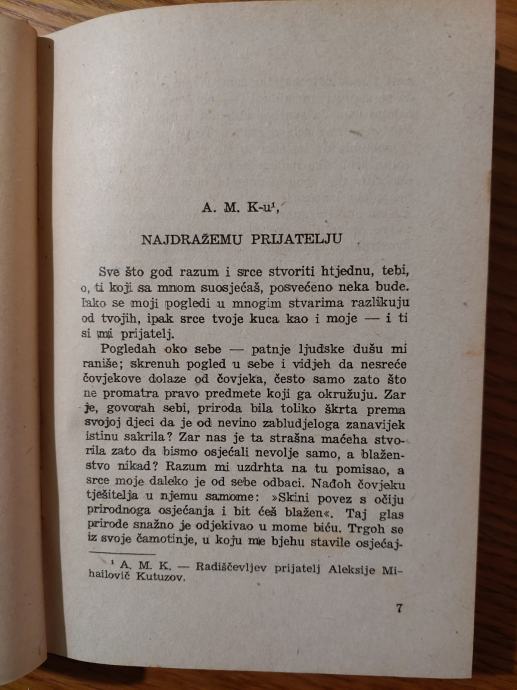 A. M. K-u¹,
NAJDRAŽEMU PRIJATELJU
Sve što god razum i srce stvoriti htjednu, tebi,
o, ti koji sa mnom suosjećaš, posvećeno neka bude.
Iako se moji pogledi u mnogim stvarima razlikuju
od tvojih, ipak srce tvoje kuca kao i moje — i ti
si mi prijatelj.
Pogledah oko sebe — patnje ljudske dušu mi
raniše; skrenuh pogled u sebe i vidjeh da nesreće
čovjekove dolaze od čovjeka, često samo zato što
ne promatra pravo predmete koji ga okružuju. Zar
je, govorah sebi, priroda bila toliko škrta prema
svojoj djeci da je od nevino zabludjeloga zanavijek
istinu sakrila? Zar nas je ta strašna maćeha stvo-
rila zato da bismo osjećali nevolje samo, a blažen-
stvo nikad? Razum mi uzdrhta na tu pomisao, a
srce moje daleko je od sebe odbaci. Nađoh čovjeku
tješitelja u njemu samome: »Skini povez s očiju
prirodnoga osjećanja i bit ćeš blažen«. Taj glas
prirode snažno je odjekivao u mome biću. Trgoh se
iz svoje čamotinje, u koju me bjehu stavile osjećaj-
¹ A. M. K. — Radiščevljev prijatelj Aleksije Mi-
hailovič Kutuzov.
7